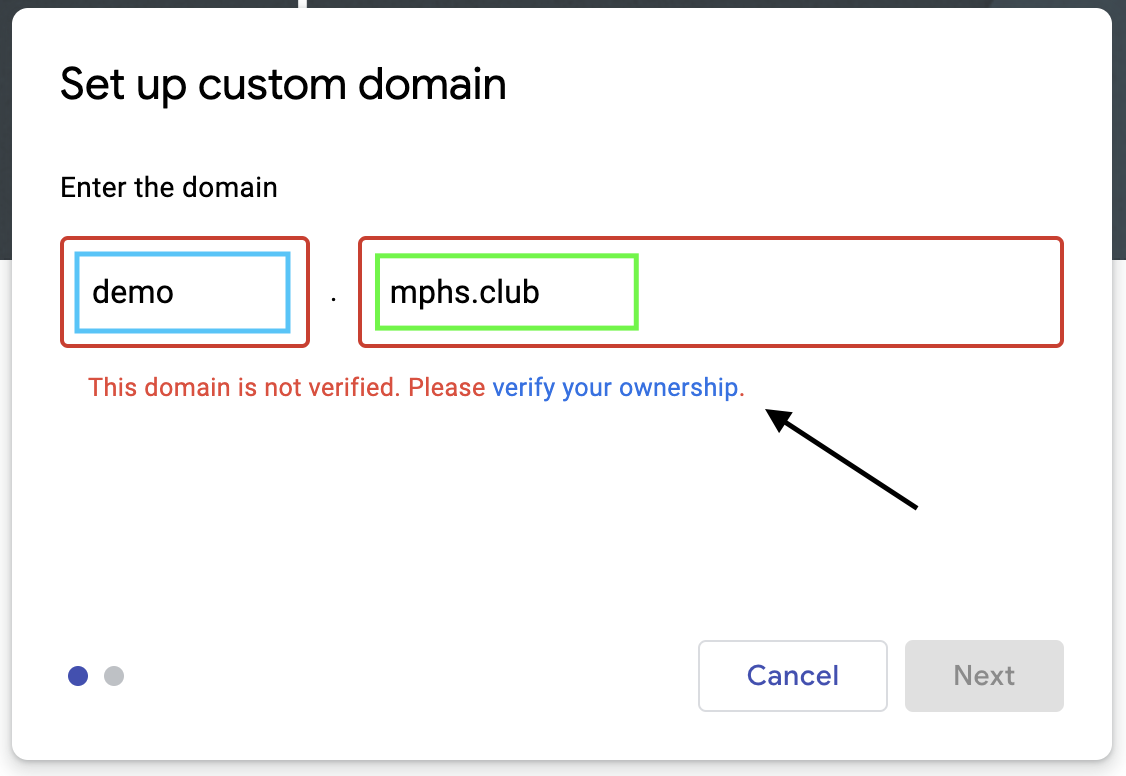 Set up custom domain
Enter the domain
demo . mphs.club
This domain is not verified. Please verify your ownership.
Cancel Next